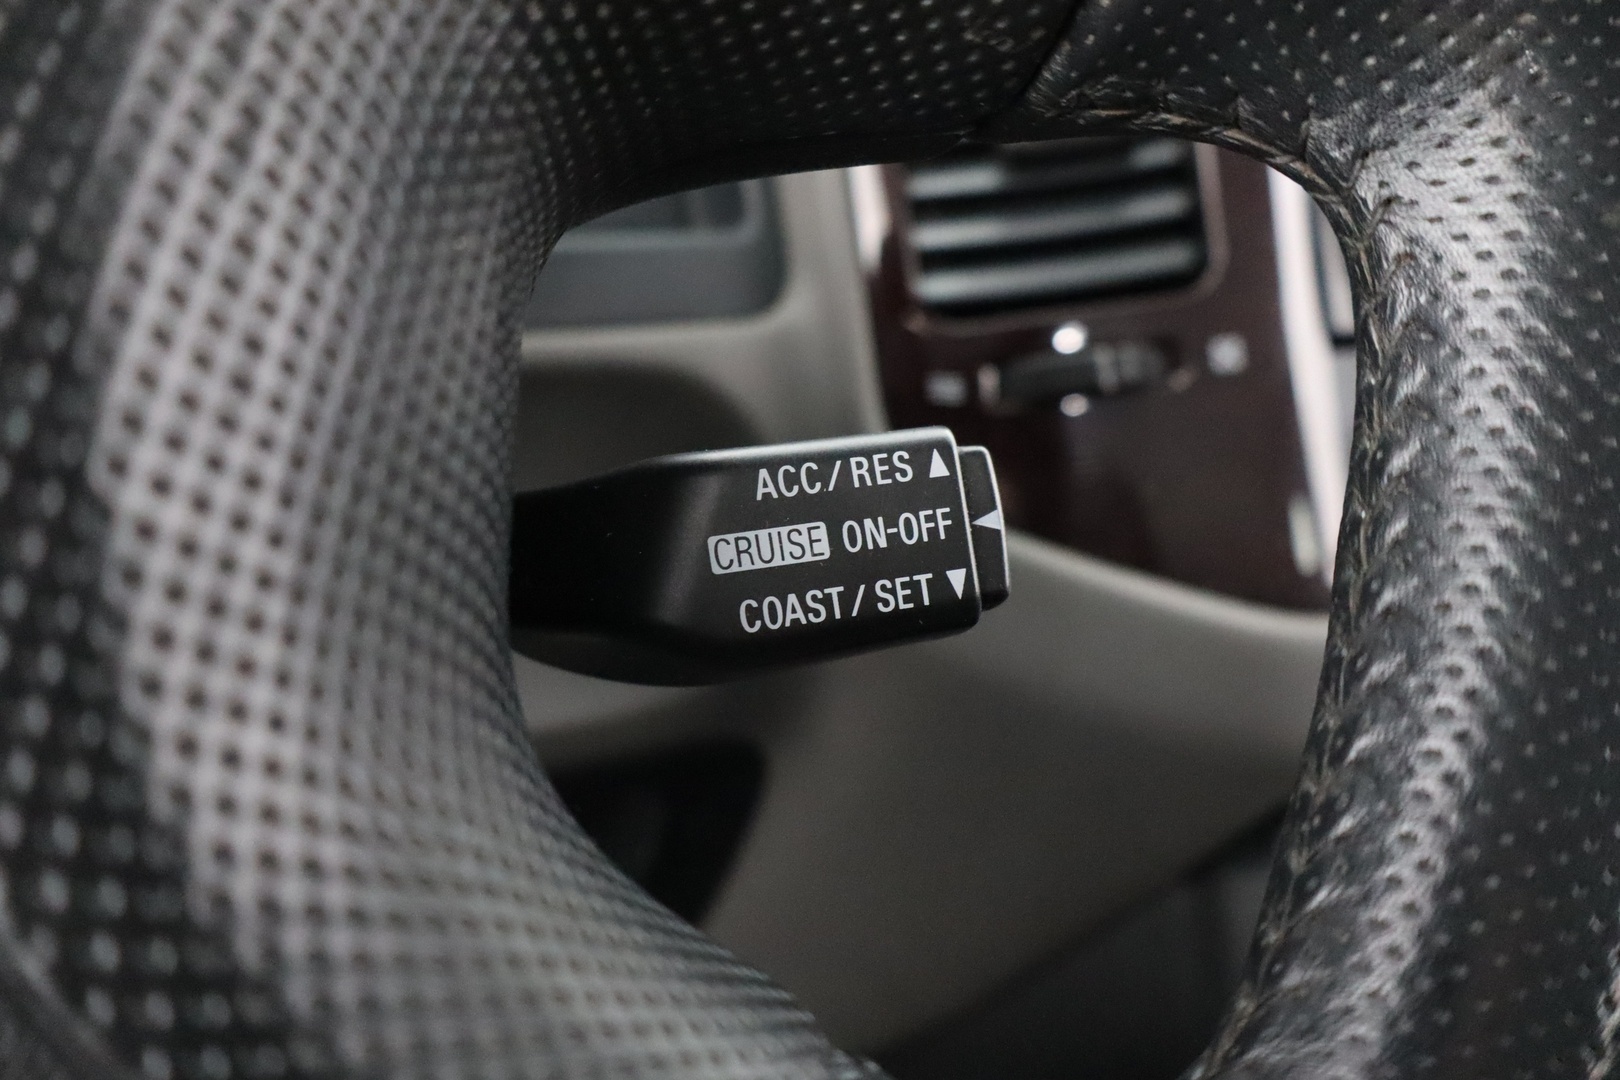 ACC./RES ▲
CRUISE ON-OFF ◀
COAST/SET ▼